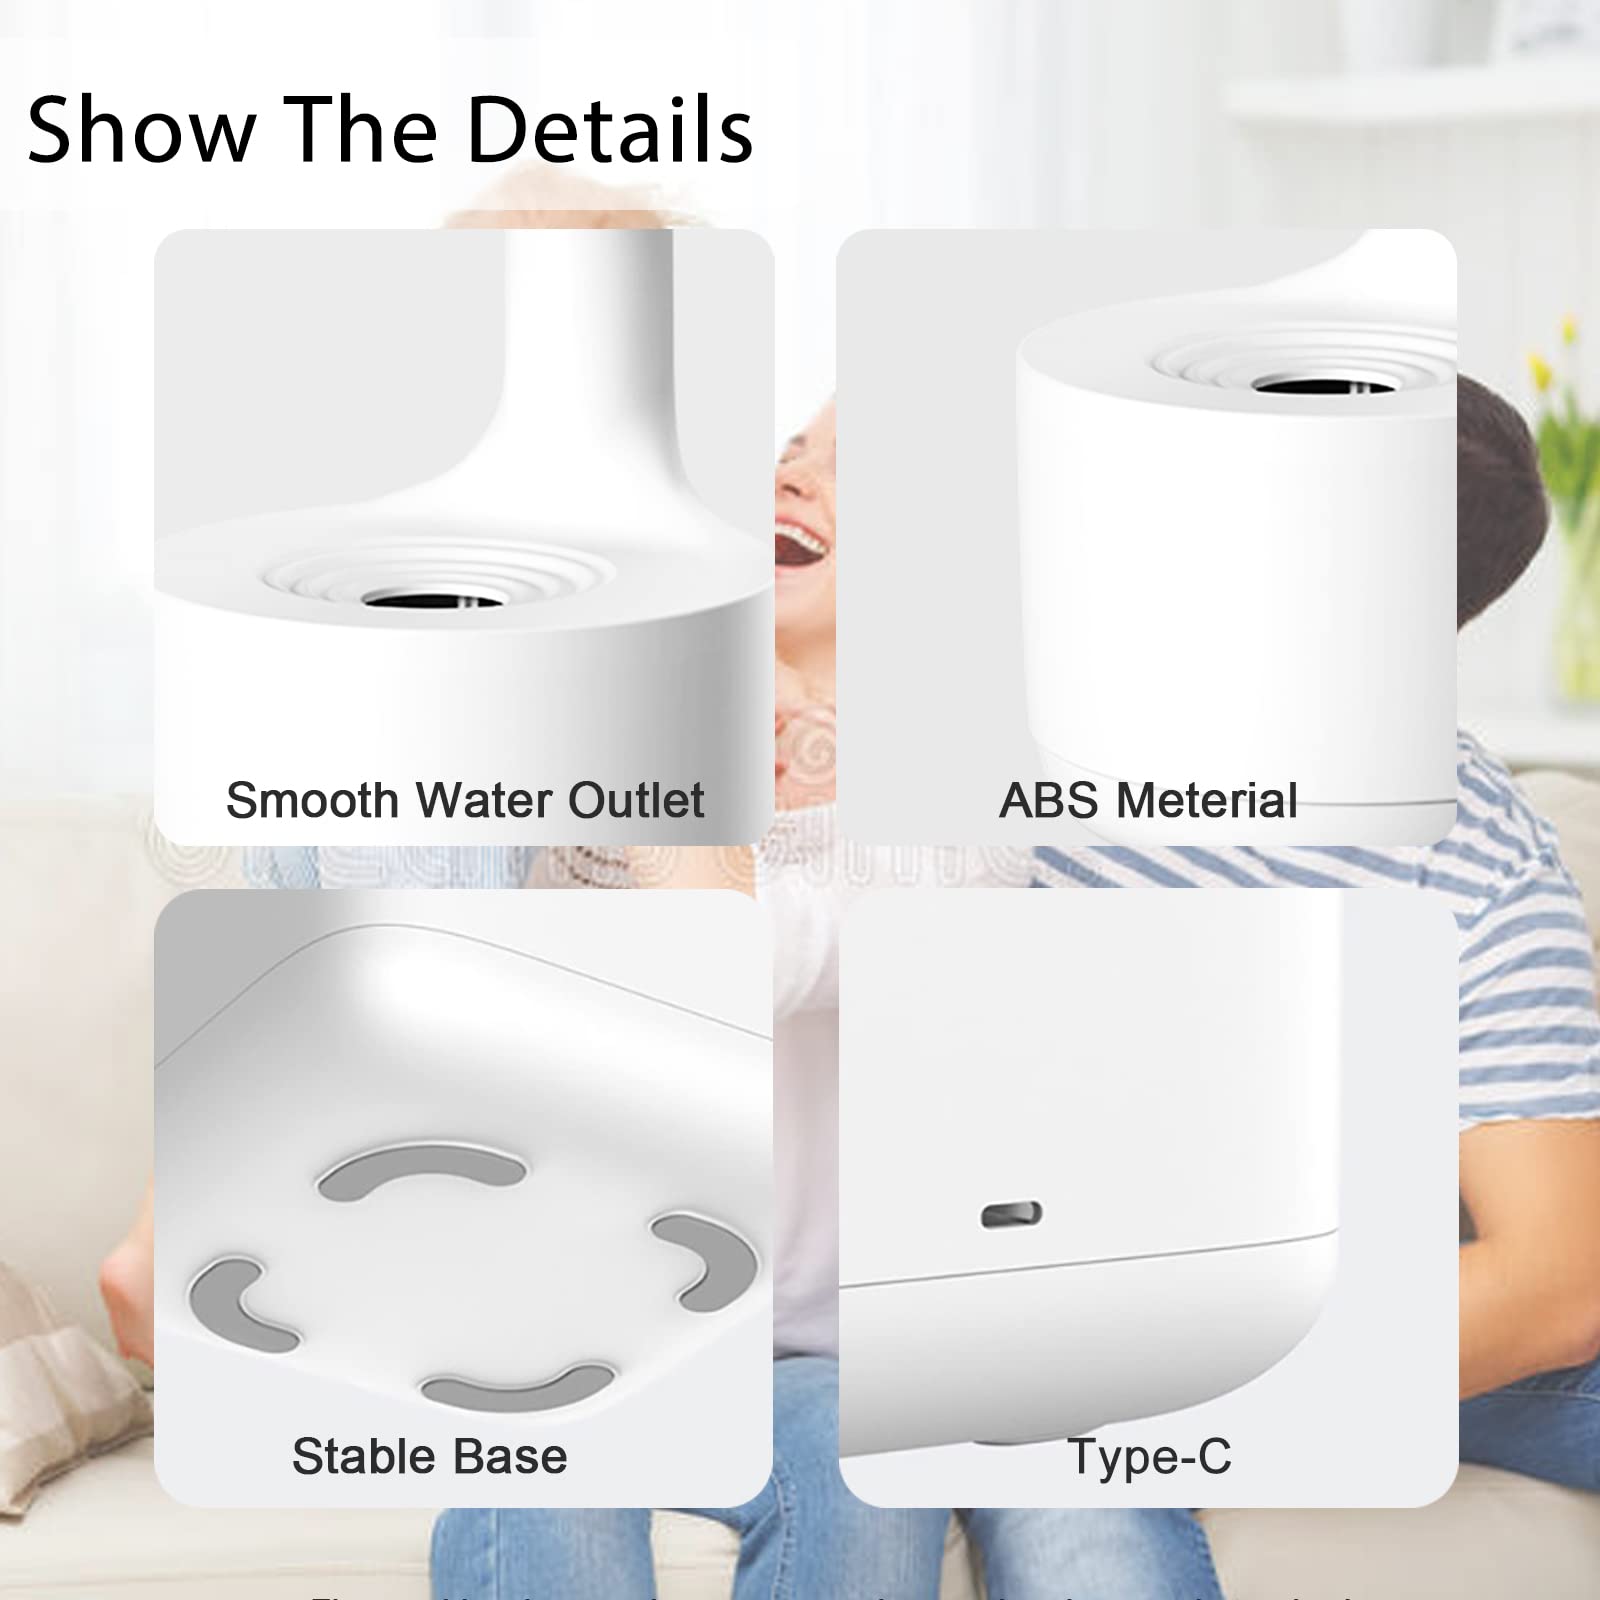 Show The Details
Smooth Water Outlet
ABS Meterial
Stable Base
Type-C